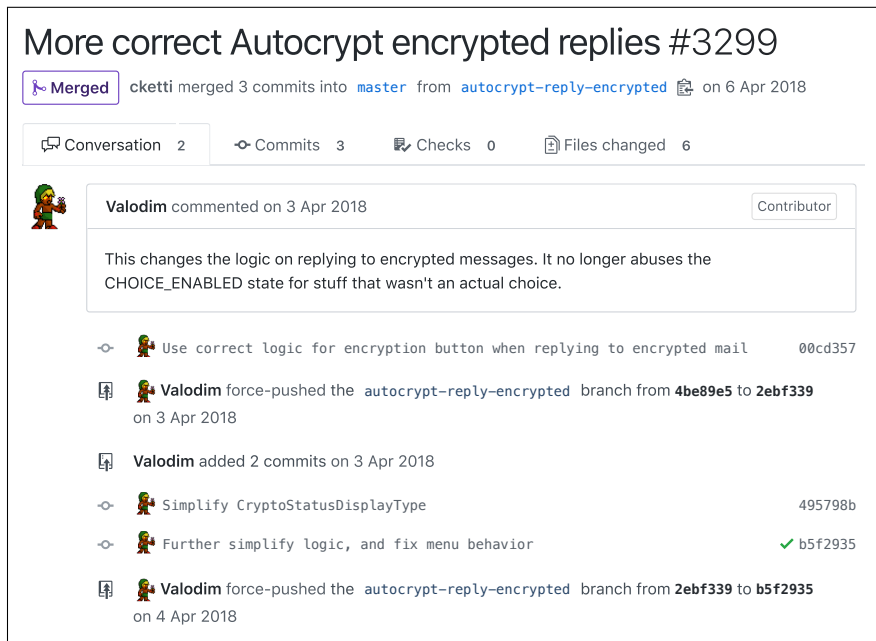 More correct Autocrypt encrypted replies #3299
Merged cketti merged 3 commits into master from autocrypt-reply-encrypted on 6 Apr 2018
Conversation 2 Commits 3 Checks 0 Files changed 6
Valodim commented on 3 Apr 2018 Contributor
This changes the logic on replying to encrypted messages. It no longer abuses the
CHOICE_ENABLED state for stuff that wasn't an actual choice.
Use correct logic for encryption button when replying to encrypted mail 00cd357
Valodim force-pushed the autocrypt-reply-encrypted branch from 4be89e5 to 2ebf339
on 3 Apr 2018
Valodim added 2 commits on 3 Apr 2018
Simplify CryptoStatusDisplayType 495798b
Further simplify logic, and fix menu behavior b5f2935
Valodim force-pushed the autocrypt-reply-encrypted branch from 2ebf339 to b5f2935
on 4 Apr 2018